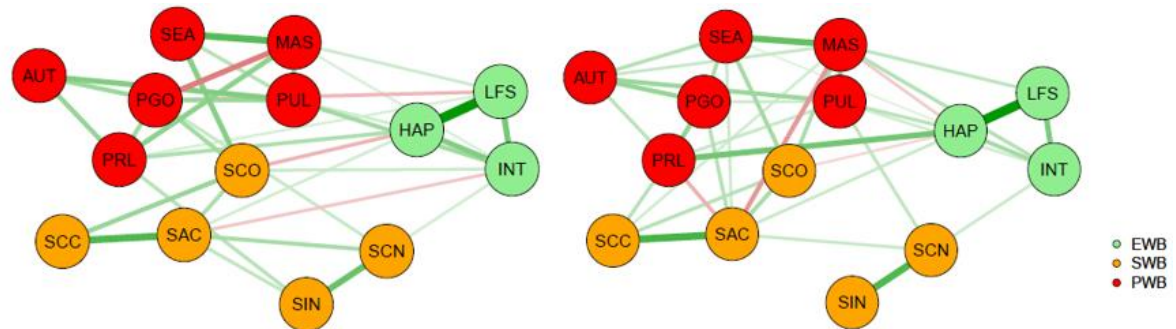 SEA
MAS
AUT
PGO
PUL
LFS
HAP
PRL
SCO
INT
SCC
SAC
SCN
SIN
SEA
MAS
AUT
PGO
PUL
LFS
HAP
PRL
SCO
INT
SCC
SAC
SCN
SIN
EWB
SWB
PWB